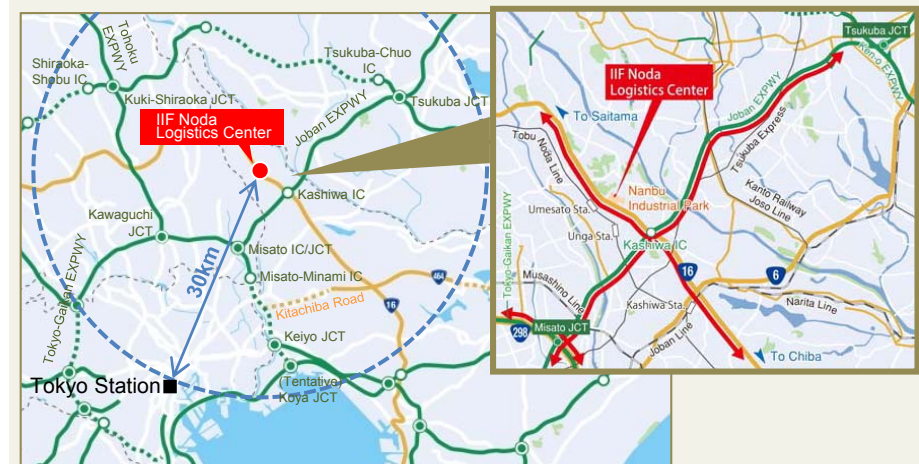 Tohoku
EXPWY
Shiraoka-
Shobu IC
Kuki-Shiraoka JCT
Tsukuba-Chuo
IC
Tsukuba JCT
Joban EXPWY
IIF Noda
Logistics Center
Kashiwa IC
Kawaguchi
JCT
Misato IC/JCT
Misato-Minami IC
30km
464
16
Kitachiba Road
Tokyo-Gaikan EXPWY
Keiyo JCT
Tokyo Station
(Tentative)
Koya JCT
Tsukuba JCT
Ken-o EXPWY
IIF Noda
Logistics Center
Joban EXPWY
To Saitama
Tsukuba Express
Tobu
Noda Line
Nanbu
Industrial Park
Kanto Railway
Joso Line
Umesato Sta.
Unga Sta.
Kashiwa IC
Tokyo-Gaikan EXPWY
16
6
Musashino Line
Kashiwa Sta.
Narita Line
Joban Line
298
Misato JCT
To Chiba